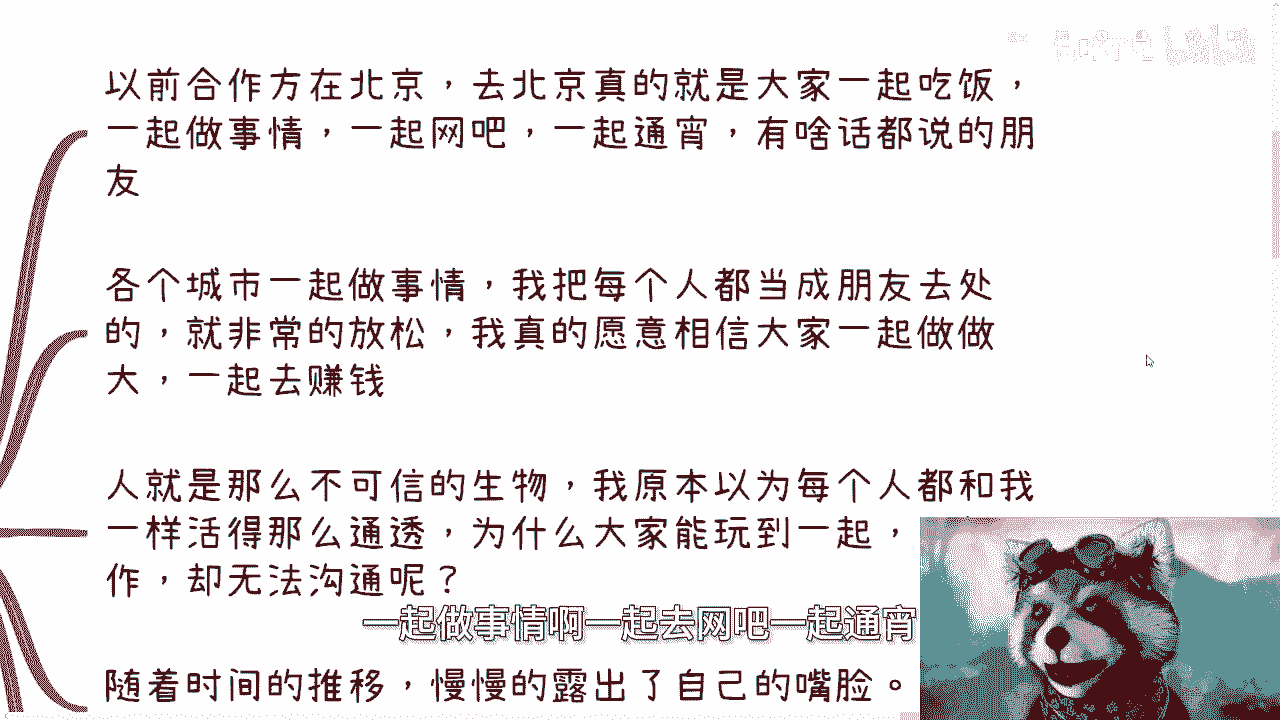 以前合作方在北京，去北京真的就是大家一起吃饭，
一起做事情，一起网吧，一起通宵，有啥话都说的朋
友
各个城市一起做事情，我把每个人都当成朋友去处
的，就非常的放松，我真的愿意相信大家一起做做
大，一起去赚钱
人就是那么不可信的生物，我原本以为每个人都和我
一样活得那么通透，为什么大家能玩到一起，
作，却无法沟通呢？
一起做事情啊一起去网吧一起通宵
随着时间的推移，慢慢的露出了自己的嘴脸。